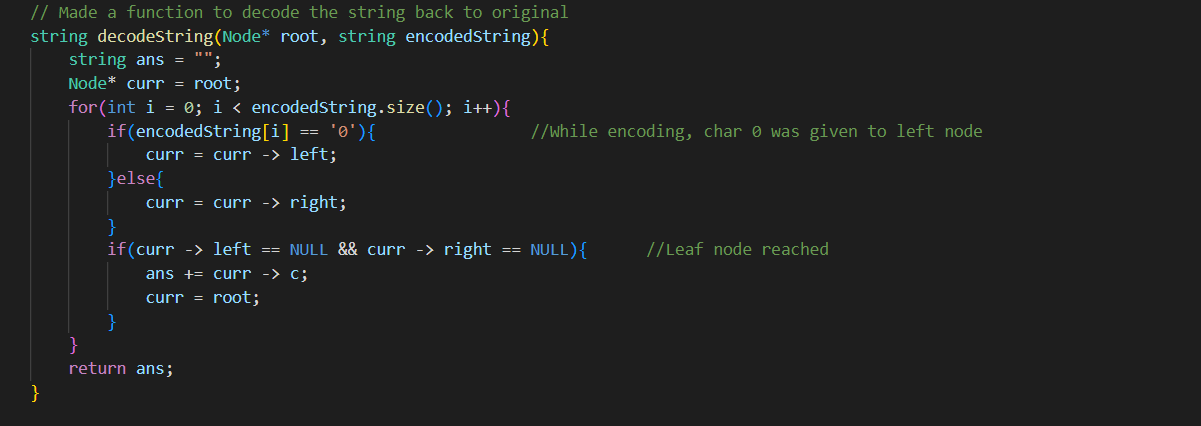 // Made a function to decode the string back to original
string decodeString(Node* root, string encodedString){
    string ans = "";
    Node* curr = root;
    for(int i = 0; i < encodedString.size(); i++){
        if(encodedString[i] == '0'){                //While encoding, char 0 was given to left node
            curr = curr -> left;
        }else{
            curr = curr -> right;
        }
        if(curr -> left == NULL && curr -> right == NULL){      //Leaf node reached
            ans += curr -> c;
            curr = root;
        }
    }
    return ans;
}